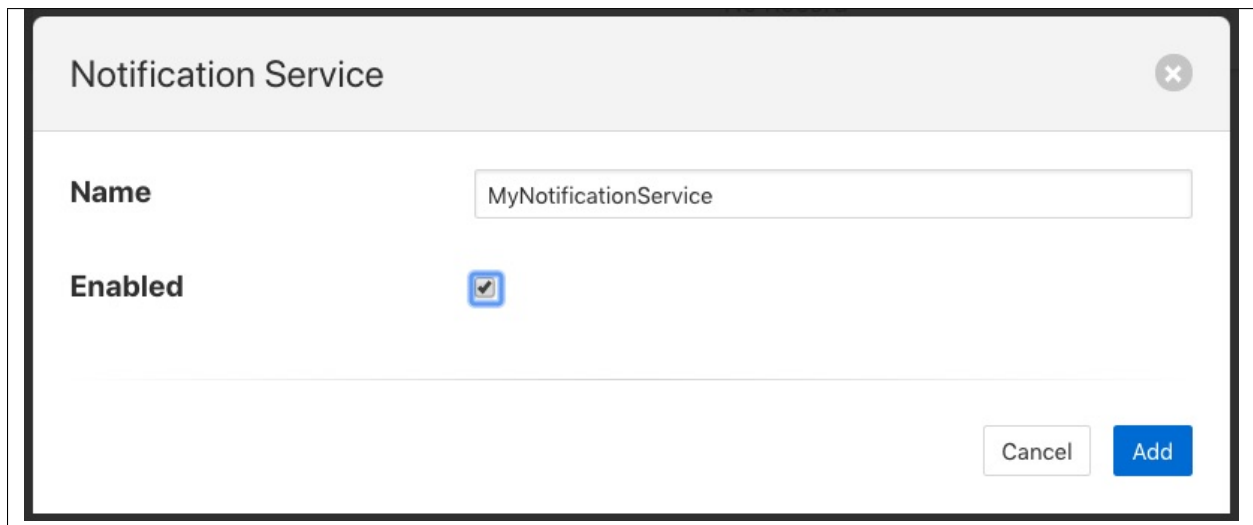 Notification Service
Name
MyNotificationService
Enabled
Cancel
Add